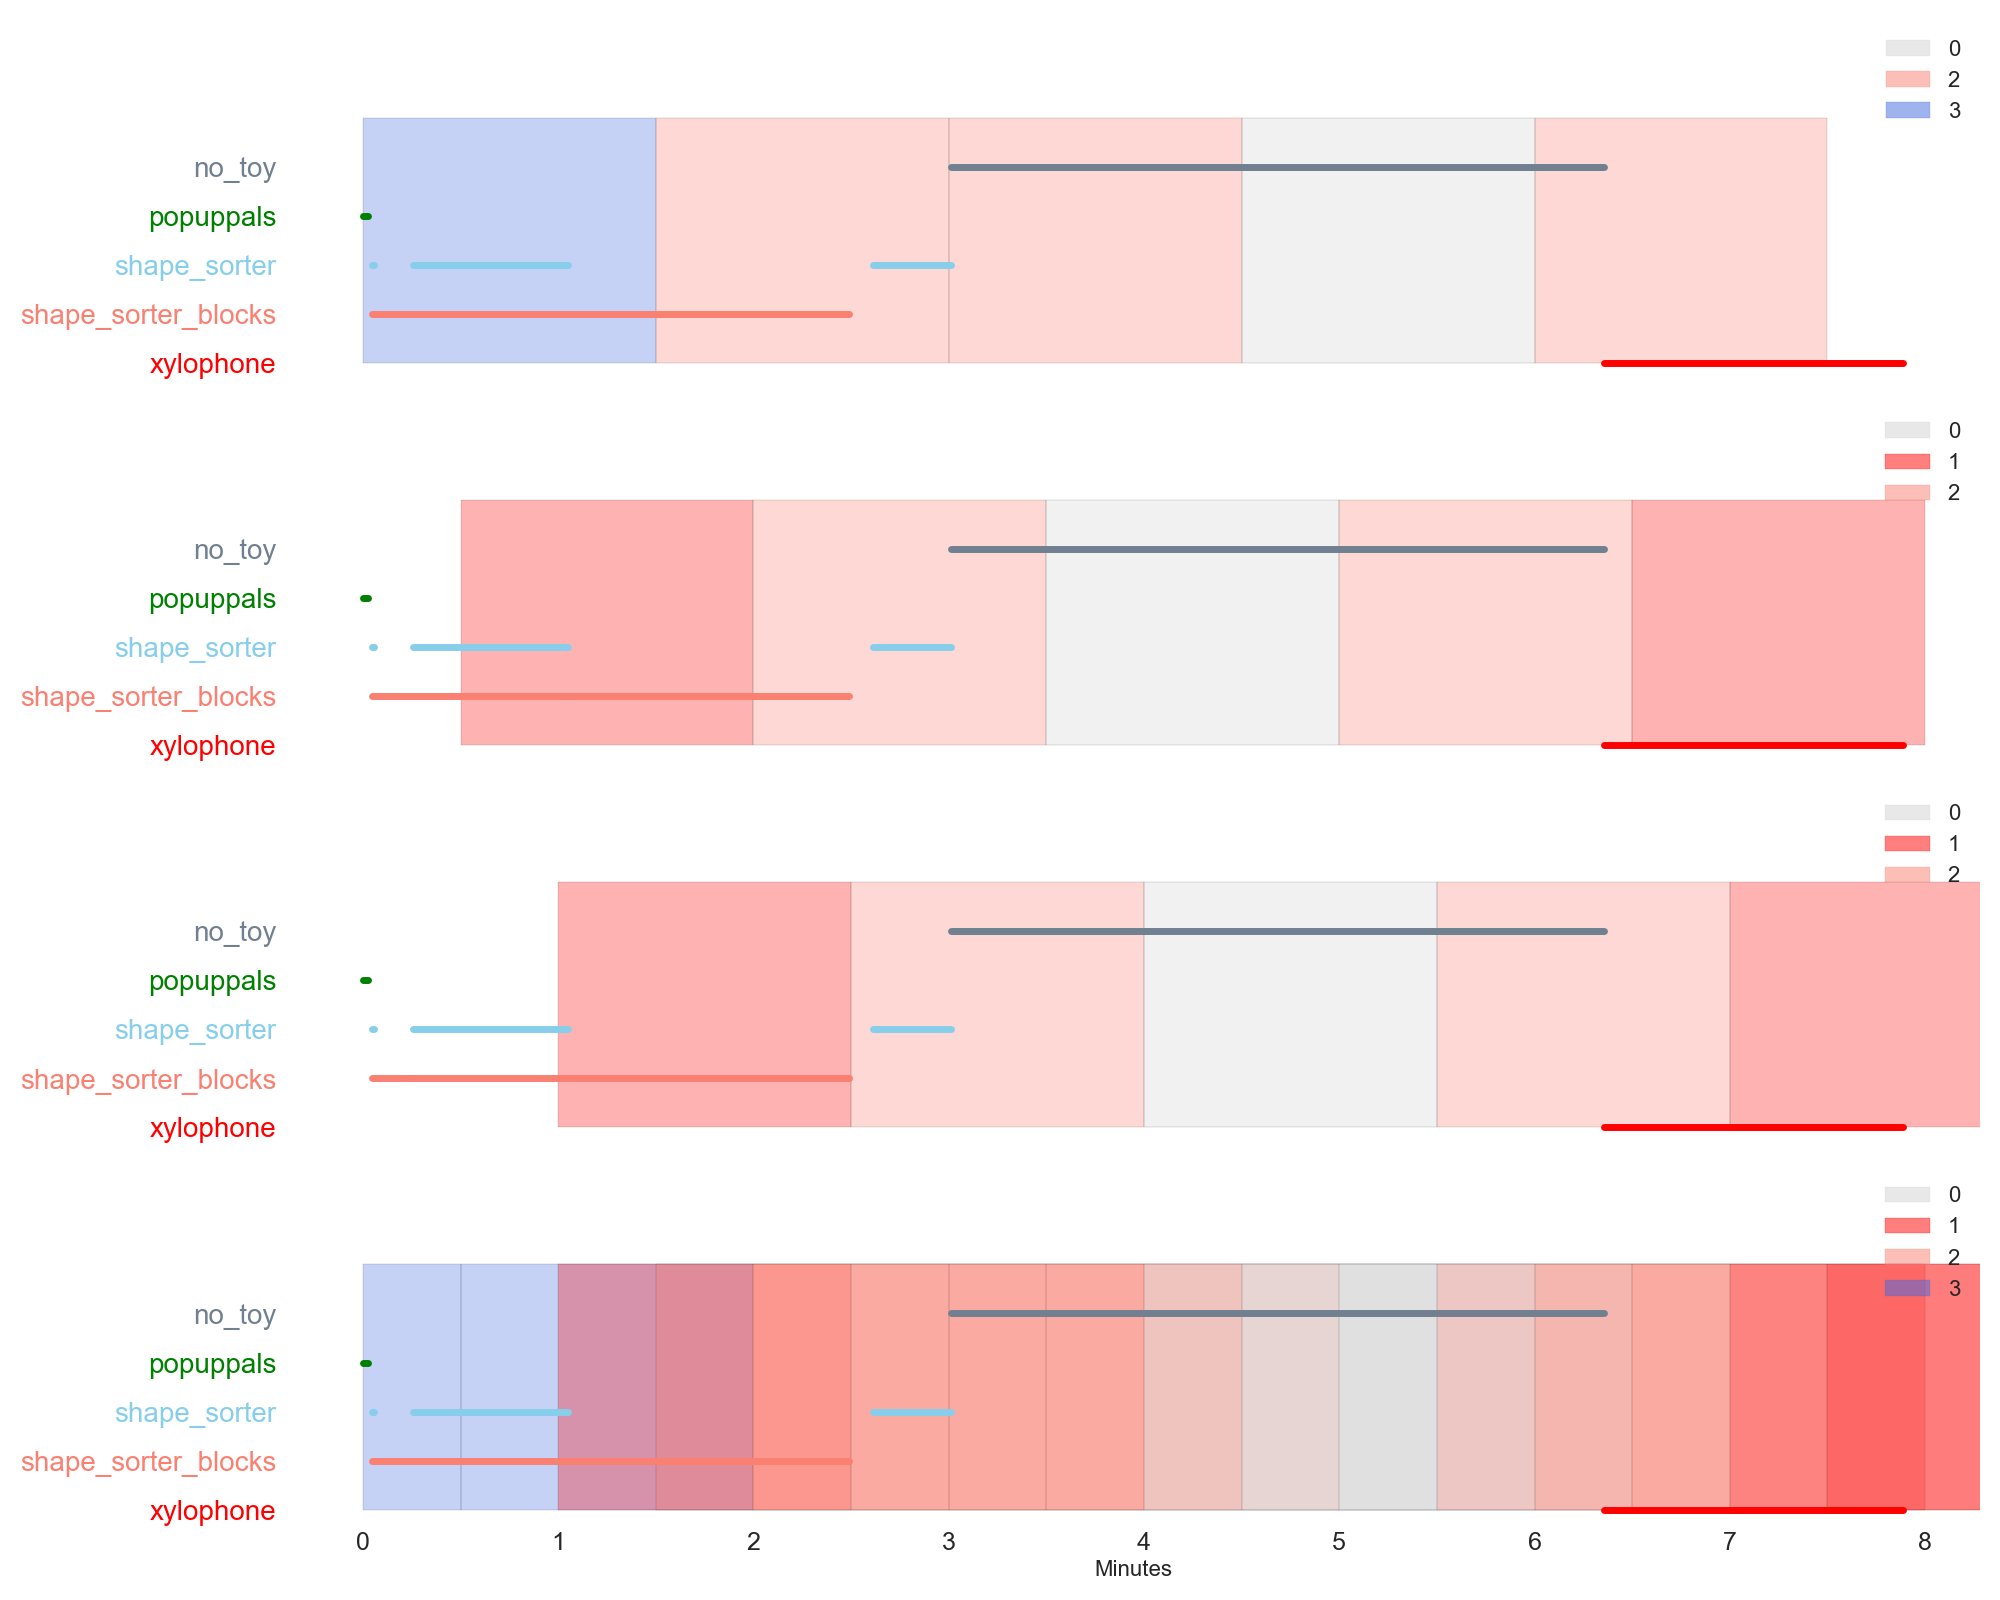 0
2
3
no_toy
popuppals
shape_sorter
shape_sorter_blocks
xylophone
0
1
2
no_toy
popuppals
shape_sorter
shape_sorter_blocks
xylophone
0
1
2
no_toy
popuppals
shape_sorter
shape_sorter_blocks
xylophone
0
1
2
3
no_toy
popuppals
shape_sorter
shape_sorter_blocks
xylophone
0 1 2 3 4 5 6 7 8
Minutes